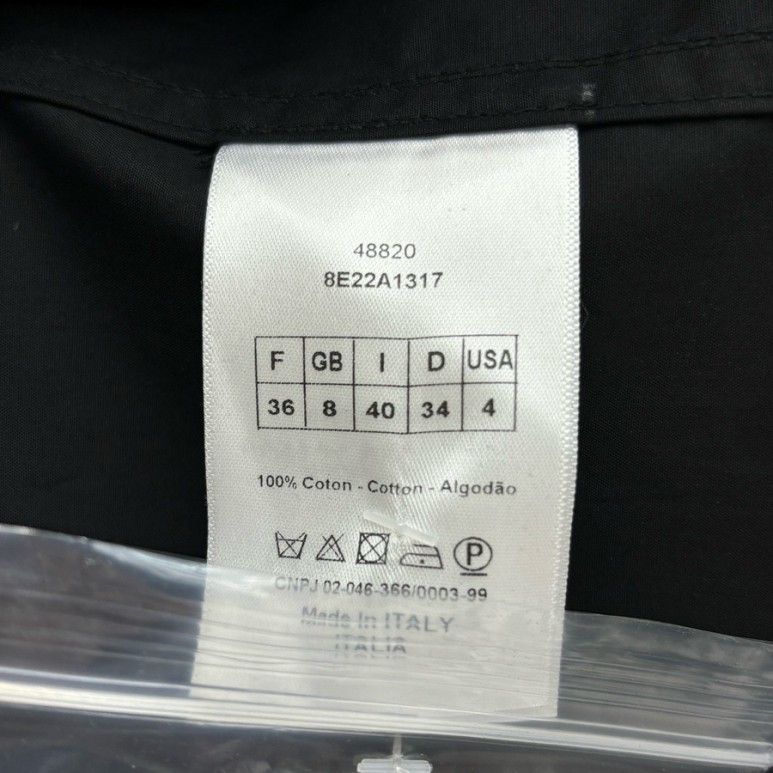 48820
8E22A1317
F GB I D USA
36 8 40 34 4
100% Coton - Cotton - Algodão
P
CNPJ 02-046-366/0003-99
Made In ITALY
ITALIA